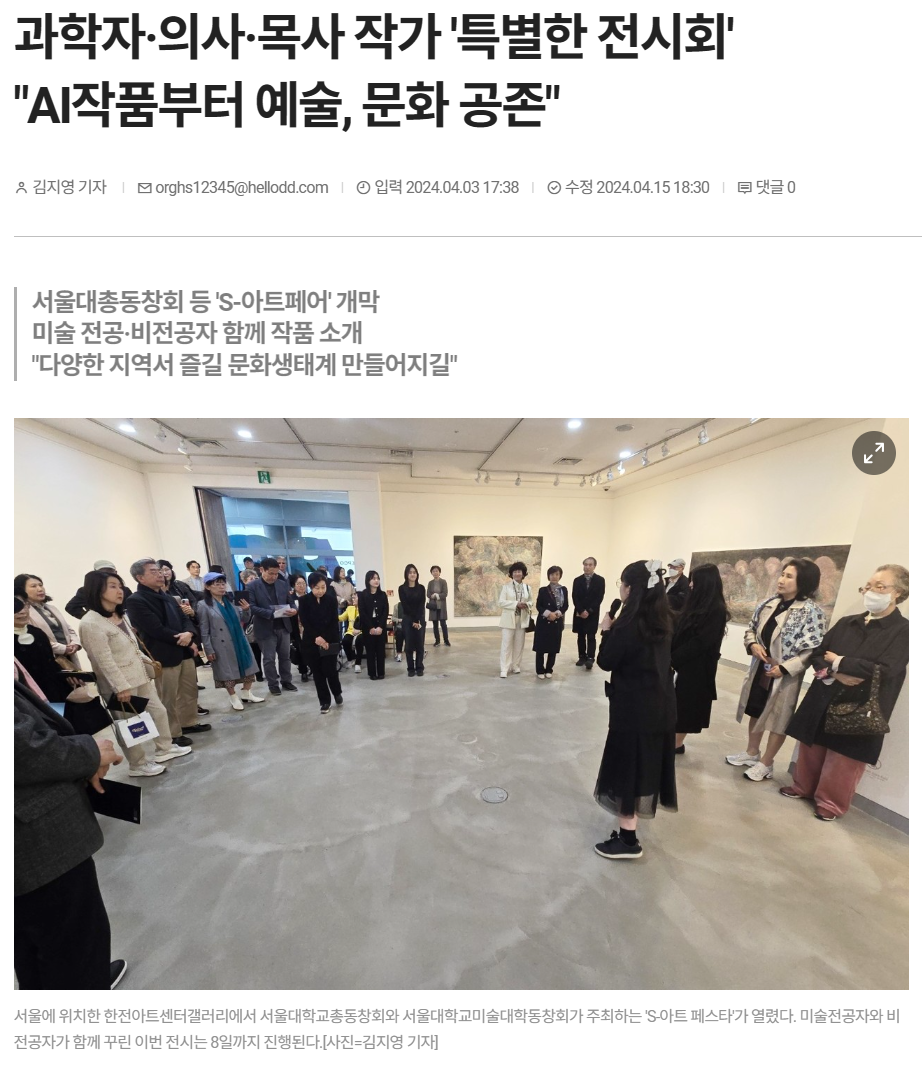 과학자·의사·목사 작가 '특별한 전시회'
"AI작품부터 예술, 문화 공존"
김지영 기자 orghs12345@hellodd.com 입력 2024.04.03 17:38 수정 2024.04.15 18:30 댓글 0
서울대총동창회 등 'S-아트페어' 개막
미술 전공·비전공자 함께 작품 소개
"다양한 지역서 즐길 문화생태계 만들어지길"
서울에 위치한 한전아트센터갤러리에서 서울대학교총동창회와 서울대학교미술대학동창회가 주최하는 'S-아트 페스타'가 열렸다. 미술전공자와 비
전공자가 함께 꾸린 이번 전시는 8일까지 진행된다.[사진=김지영 기자]